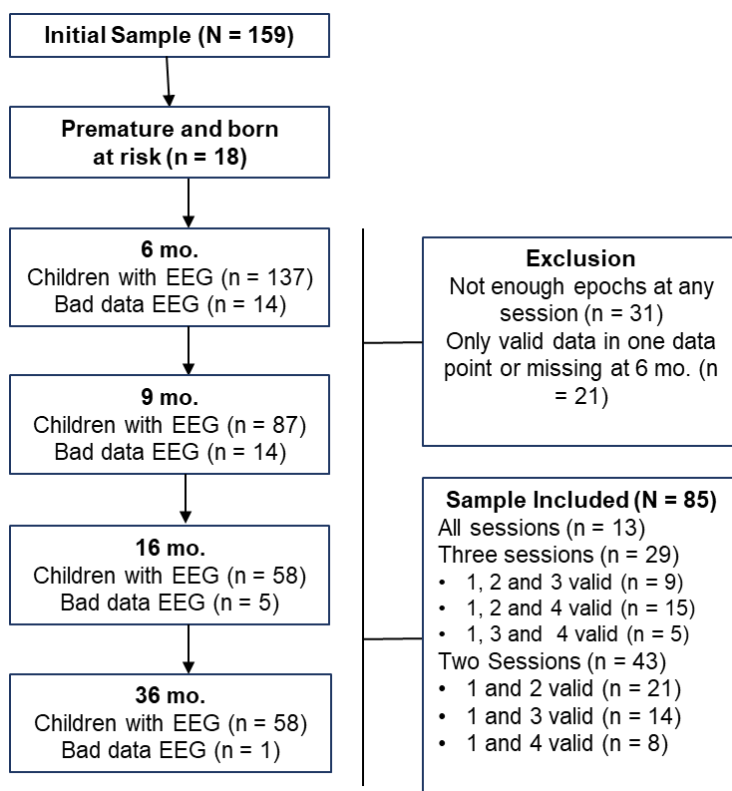 Initial Sample (N = 159)
Premature and born
at risk (n = 18)
6 mo.
Children with EEG (n = 137)
Bad data EEG (n = 14)
9 mo.
Children with EEG (n = 87)
Bad data EEG (n = 14)
16 mo.
Children with EEG (n = 58)
Bad data EEG (n = 5)
36 mo.
Children with EEG (n = 58)
Bad data EEG (n = 1)
Exclusion
Not enough epochs at any
session (n = 31)
Only valid data in one data
point or missing at 6 mo. (n
= 21)
Sample Included (N = 85)
All sessions (n = 13)
Three sessions (n = 29)
• 1, 2 and 3 valid (n = 9)
• 1, 2 and 4 valid (n = 15)
• 1, 3 and 4 valid (n = 5)
Two Sessions (n = 43)
• 1 and 2 valid (n = 21)
• 1 and 3 valid (n = 14)
• 1 and 4 valid (n = 8)